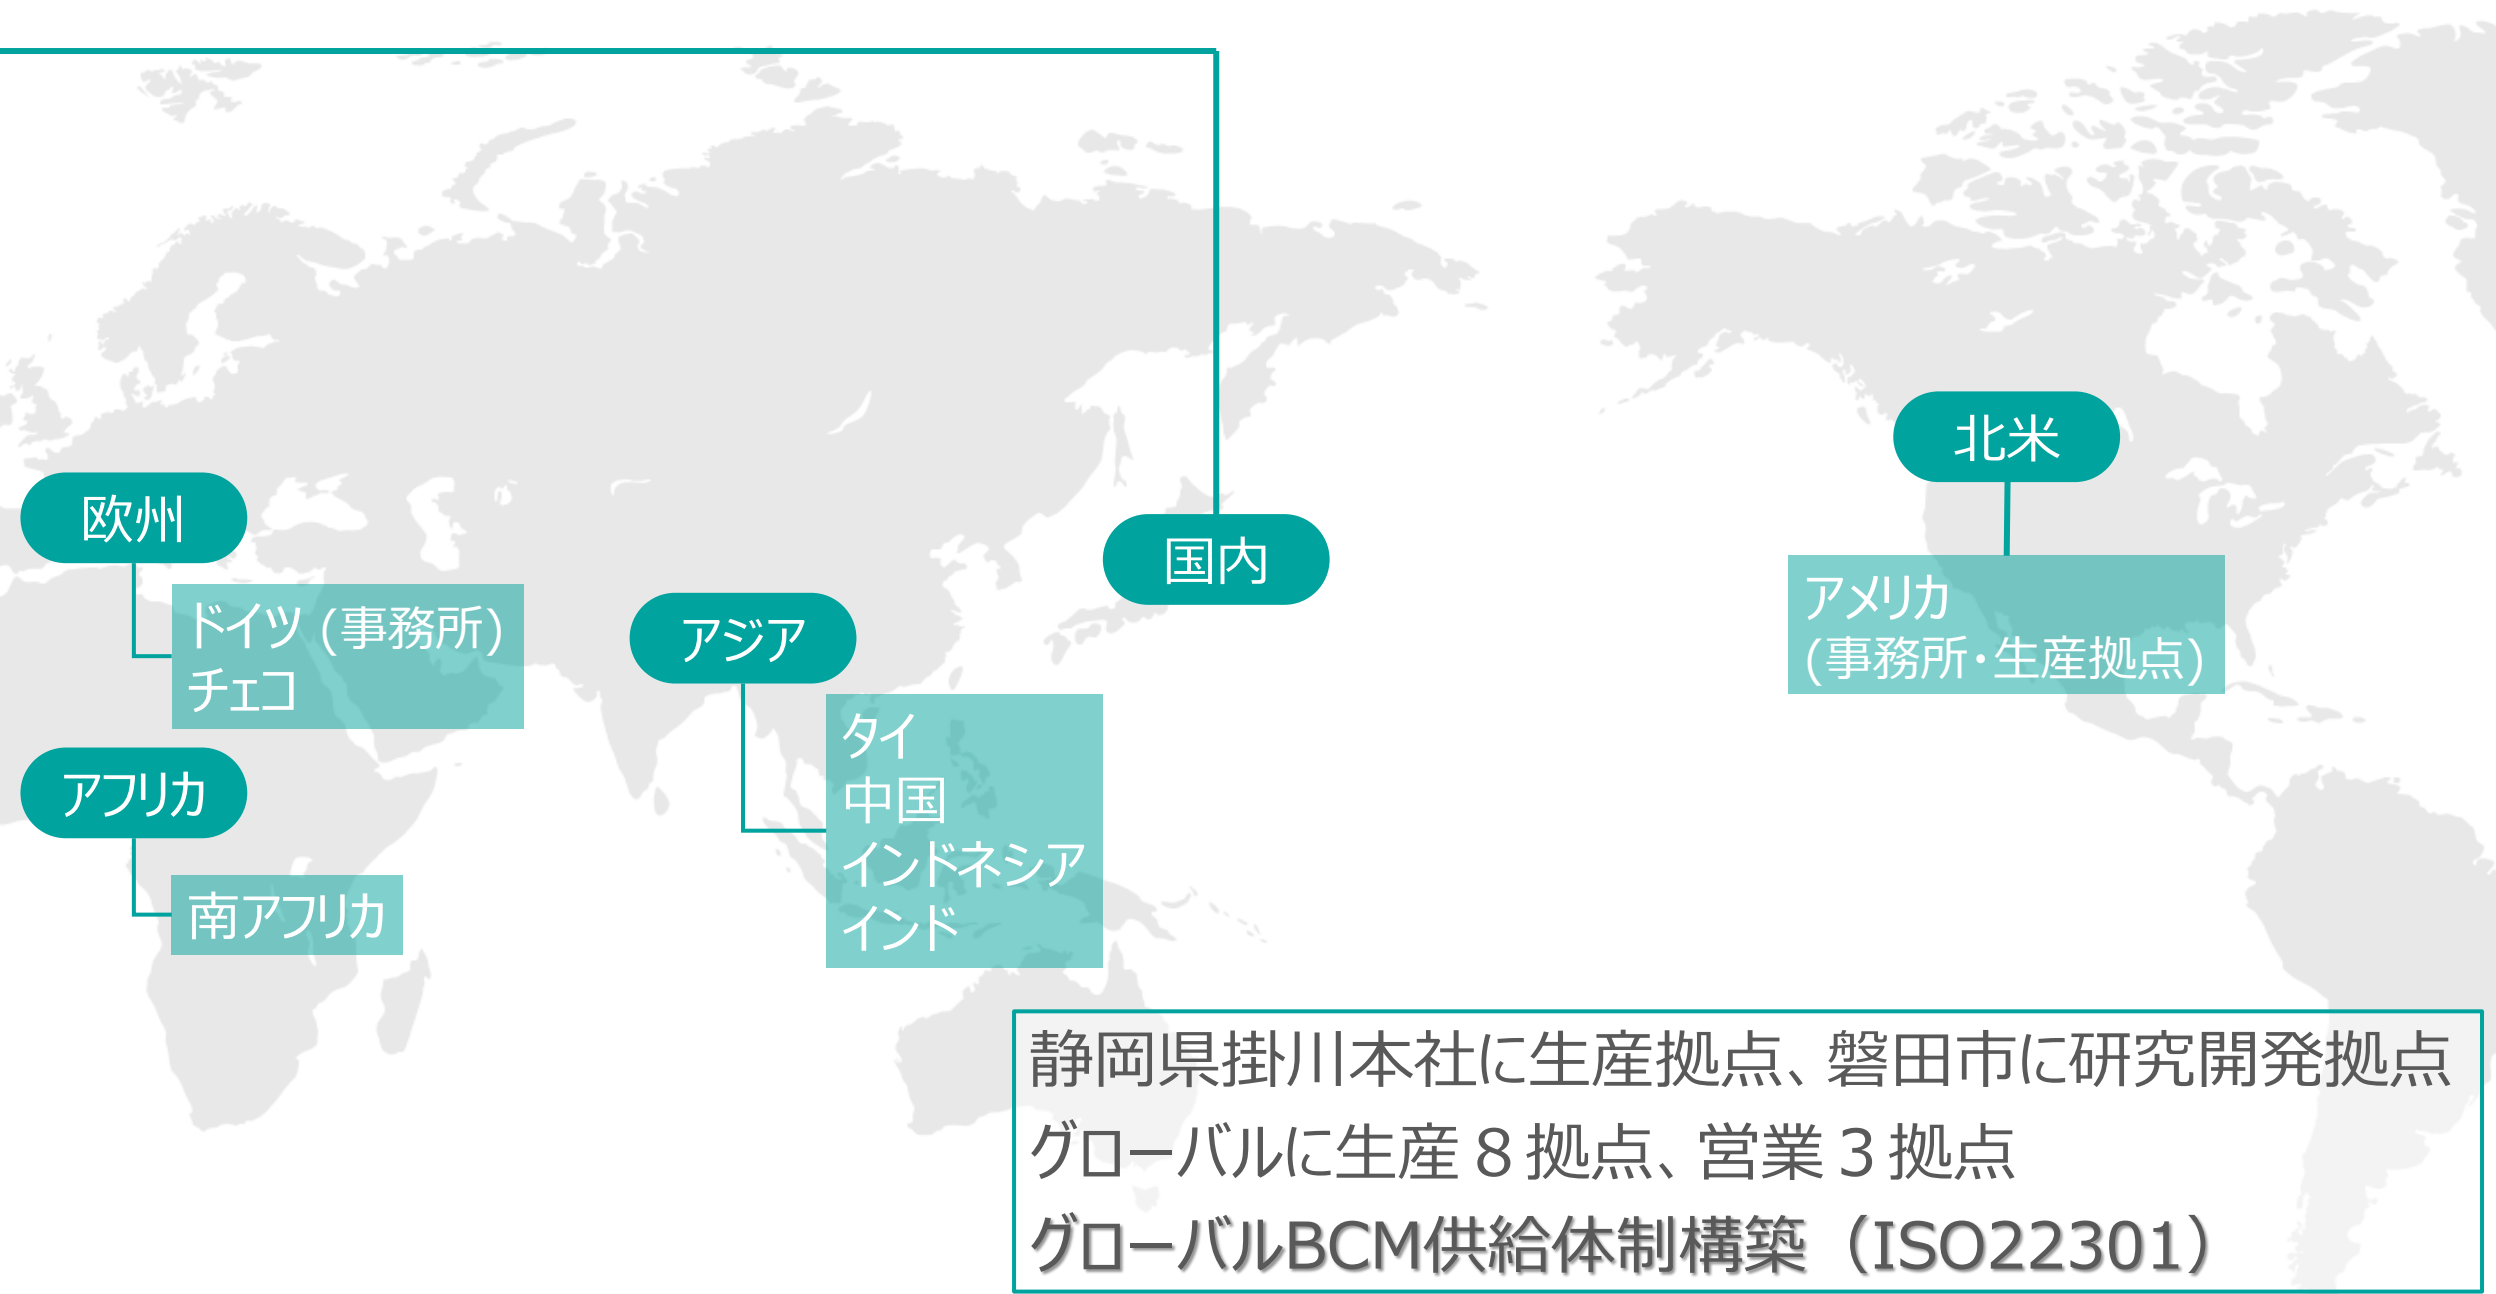 欧州
ドイツ（事務所）
チェコ
アフリカ
南アフリカ
アジア
タイ
中国
インドネシア
インド
国内
北米
アメリカ
（事務所・生産拠点）
静岡県掛川本社に生産拠点、磐田市に研究開発拠点
グローバルに生産８拠点、営業３拠点
グローバルBCM供給体制構築（ISO22301）